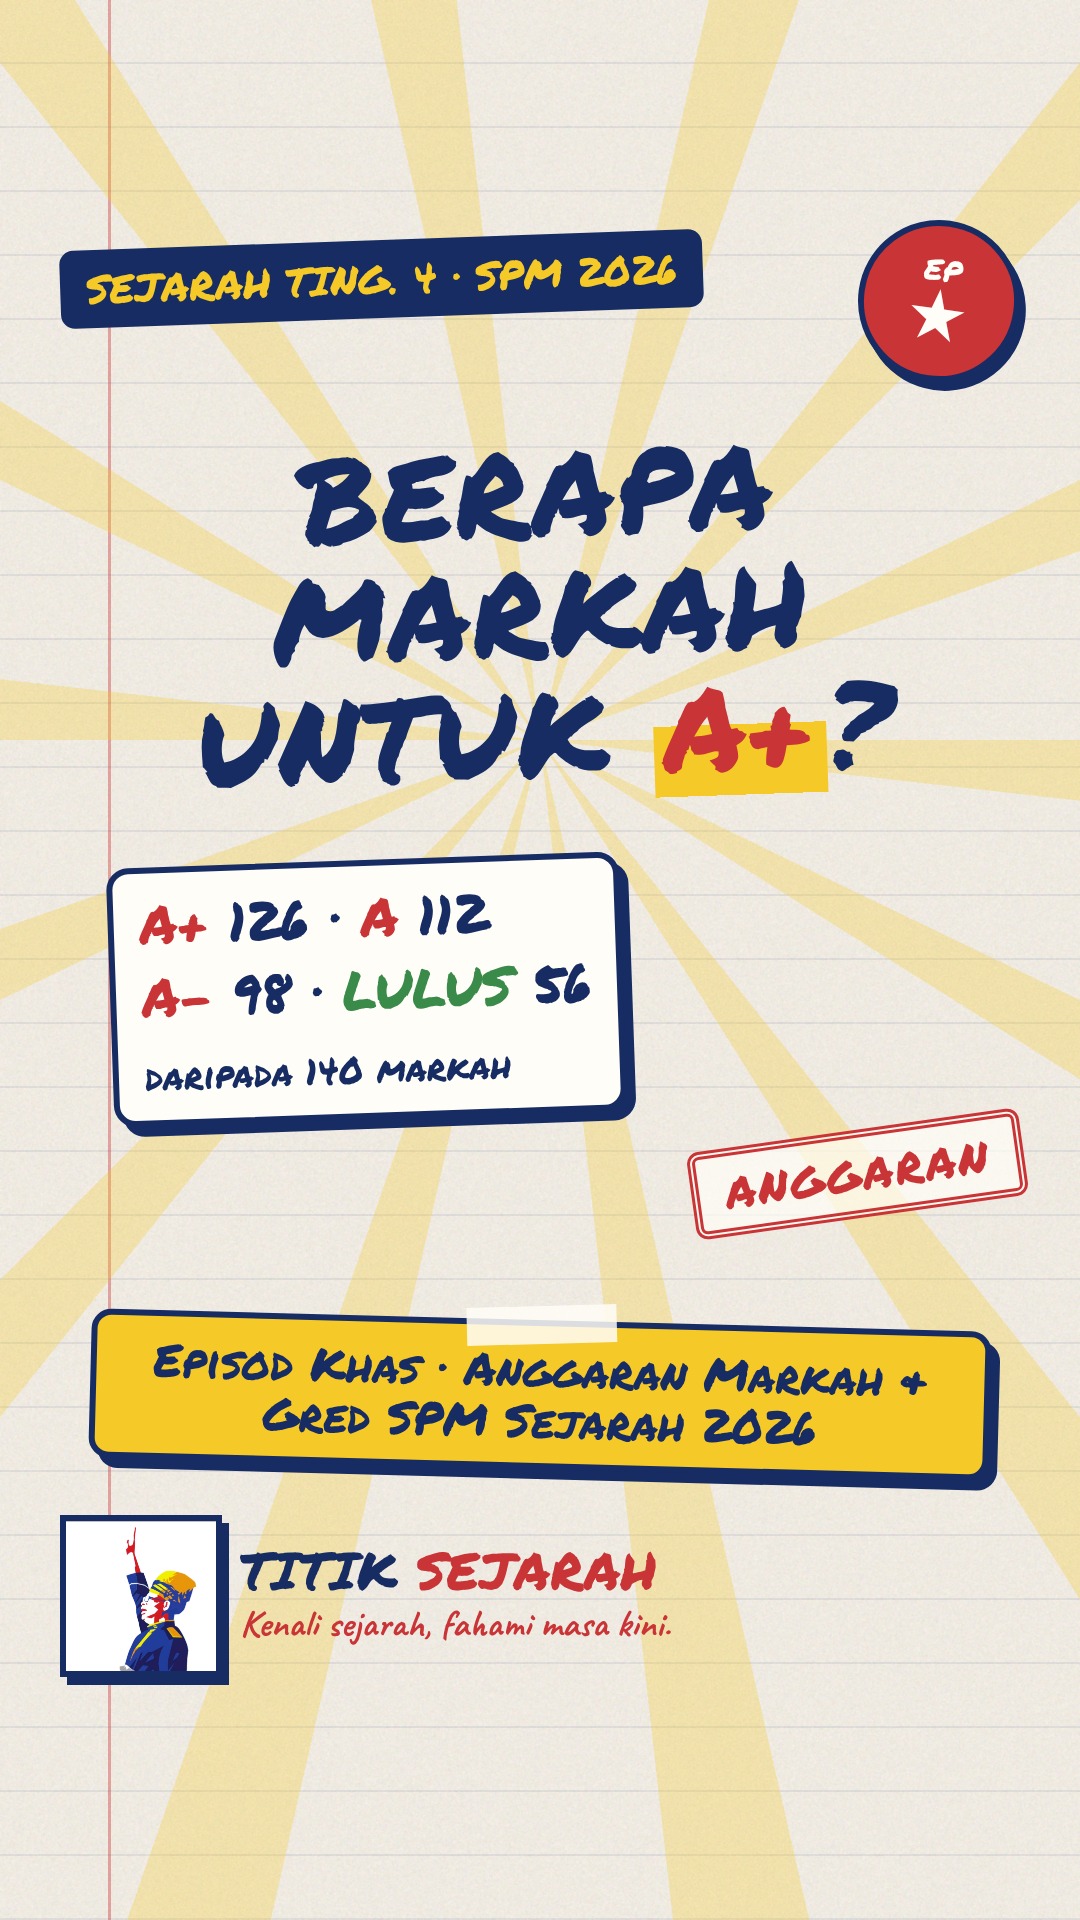 SEJARAH TING. 4 · SPM 2026
EP
BERAPA
MARKAH
UNTUK A+?
A+ 126 · A 112
A- 98 · LULUS 56
DARIPADA 140 MARKAH
ANGGARAN
Episod Khas · Anggaran Markah &
Gred SPM Sejarah 2026
TITIK SEJARAH
Kenali sejarah, fahami masa kini.